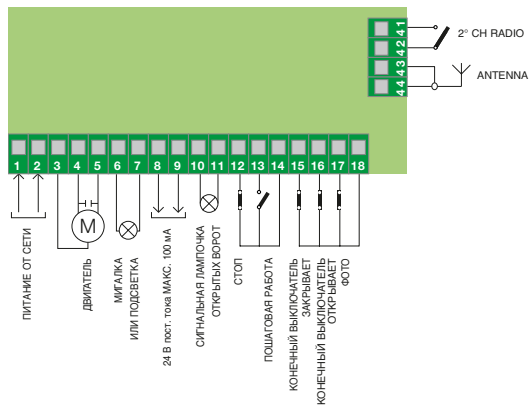 41
42
43
44
2° CH RADIO
ANTENNA
1 2 3 4 5 6 7 8 9 10 11 12 13 14 15 16 17 18
M
ПИТАНИЕ ОТ СЕТИ
ДВИГАТЕЛЬ
МИГАЛКА
ИЛИ ПОДСВЕТКА
24 В пост. тока МАКС. 100 мА
СИГНАЛЬНАЯ ЛАМПОЧКА
ОТКРЫТЫХ ВОРОТ
СТОП
ПОШАГОВАЯ РАБОТА
КОНЕЧНЫЙ ВЫКЛЮЧАТЕЛЬ
ЗАКРЫВАЕТ
КОНЕЧНЫЙ ВЫКЛЮЧАТЕЛЬ
ОТКРЫВАЕТ
ФОТО